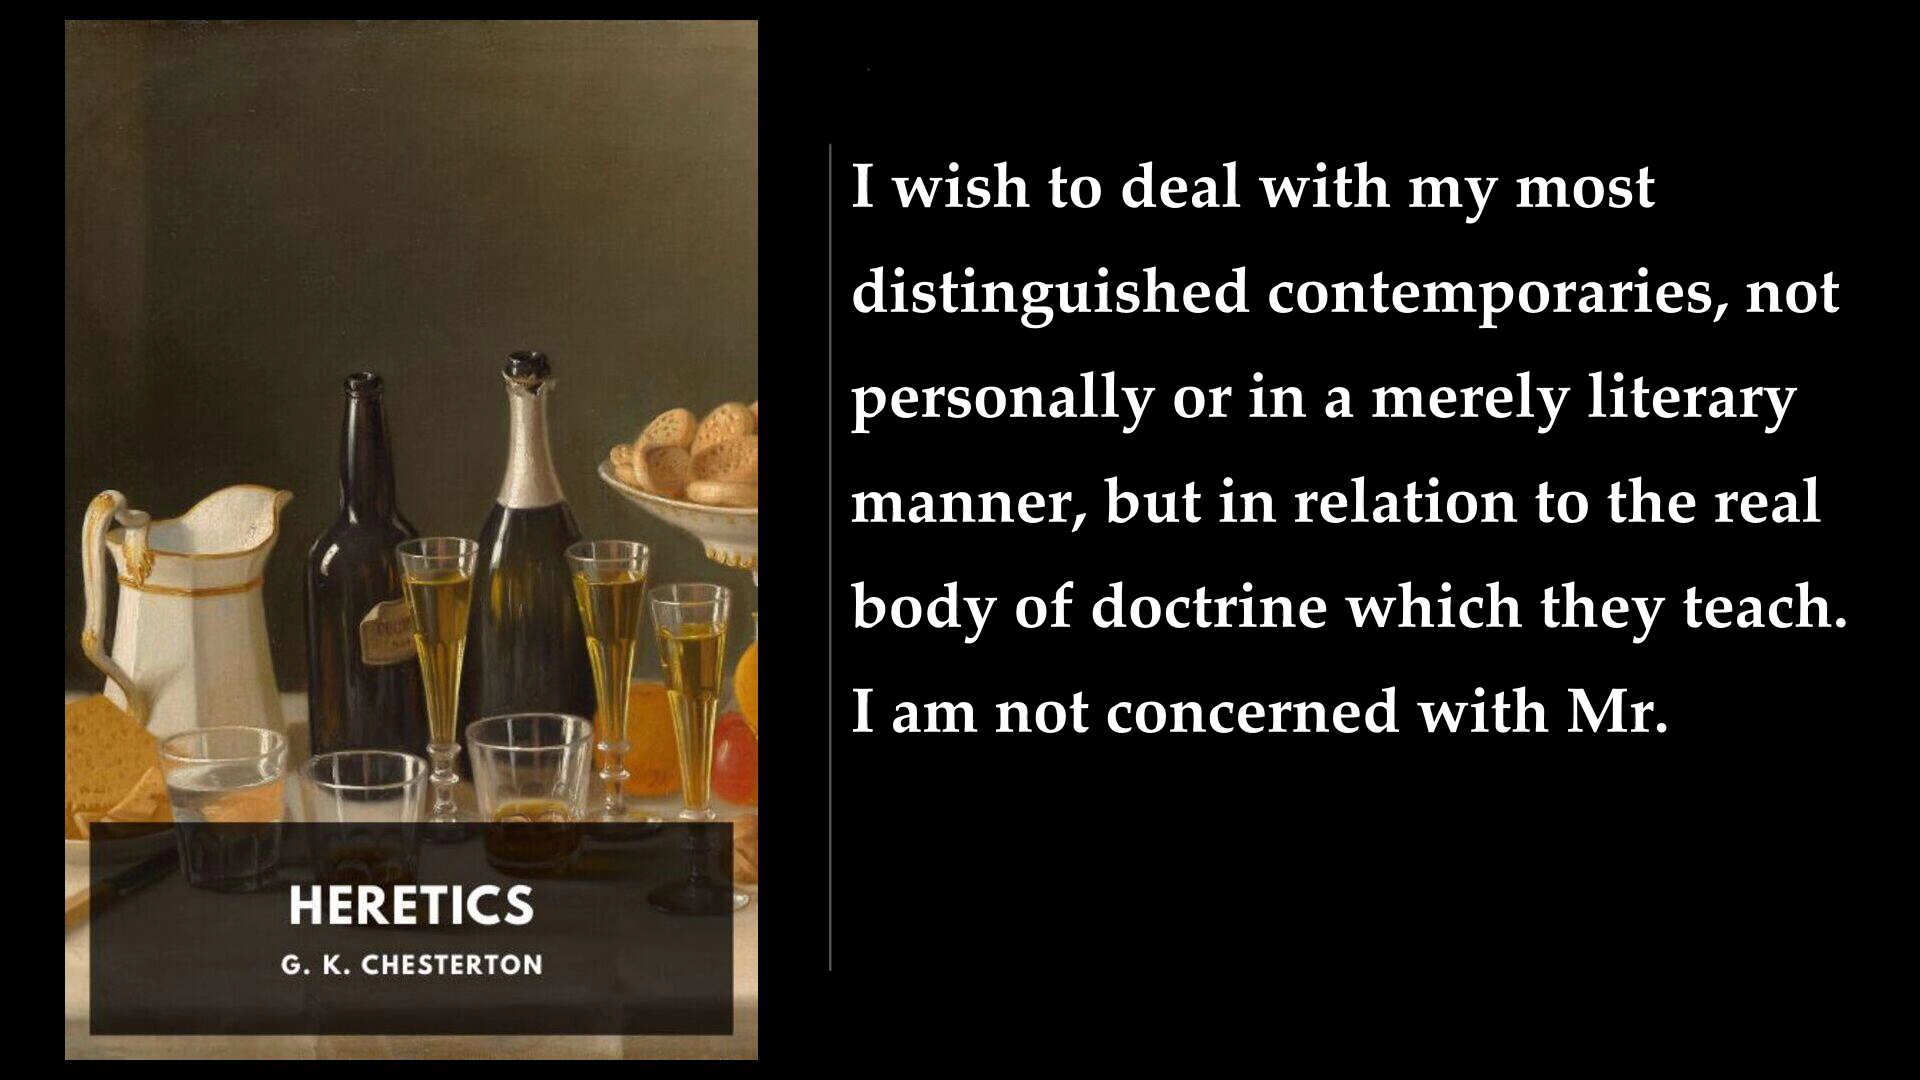 I wish to deal with my most
distinguished contemporaries, not
personally or in a merely literary
manner, but in relation to the real
body of doctrine which they teach.
I am not concerned with Mr.
HERETICS
G. K. CHESTERTON